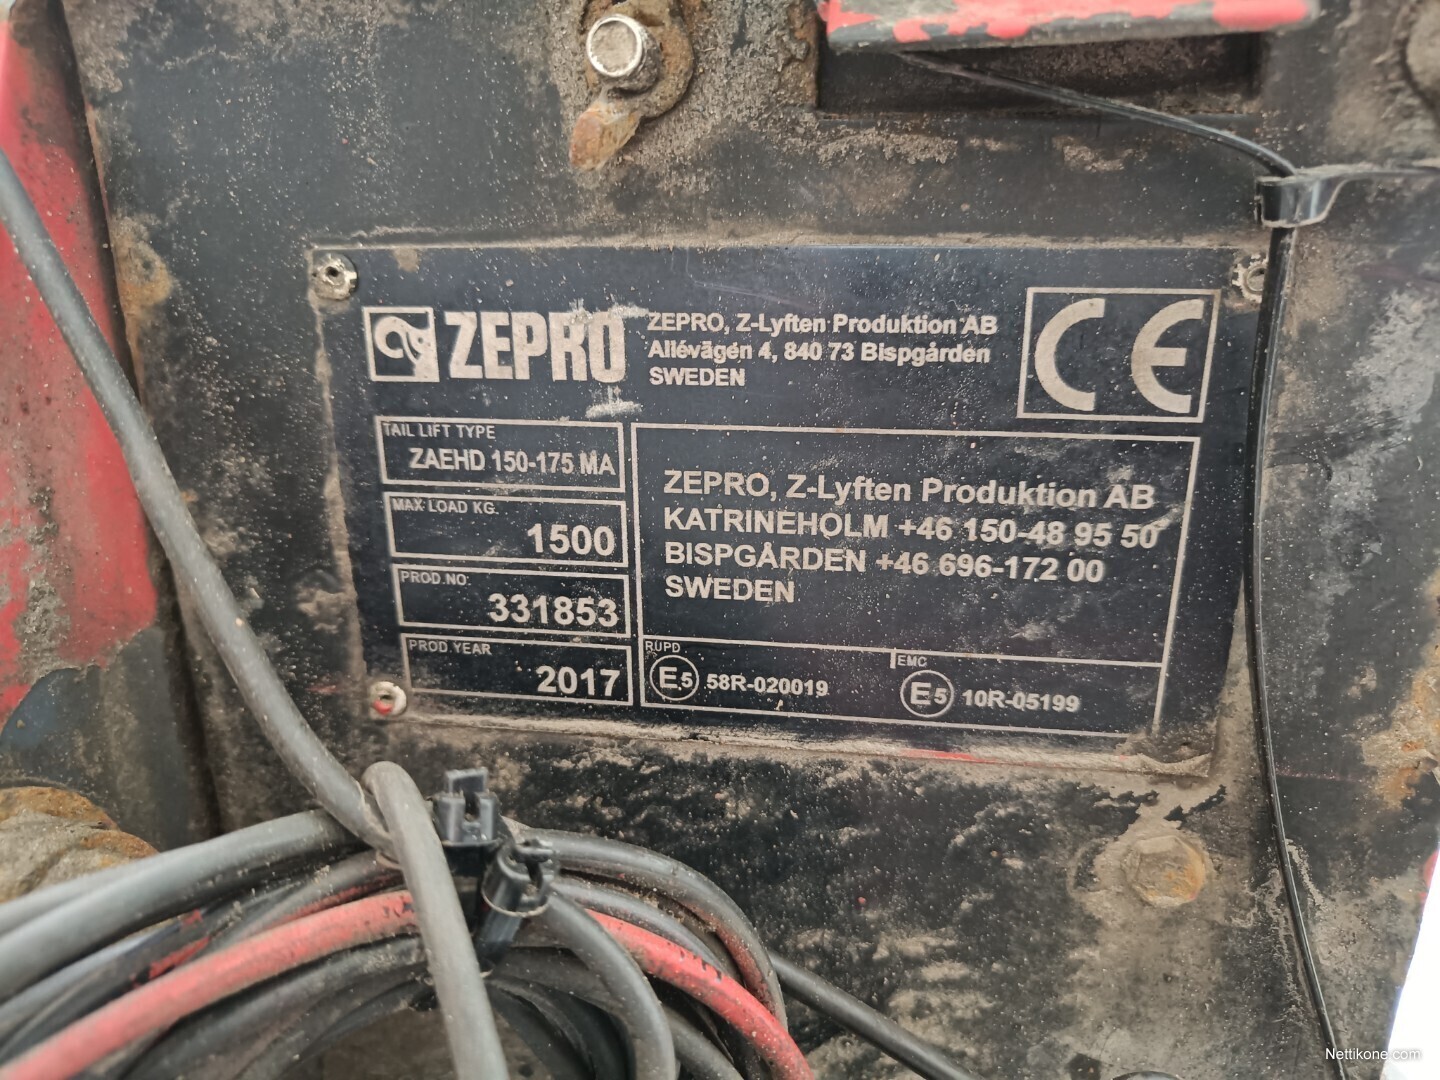 ZEPRO
ZEPRO, Z-Lyften Produktion AB
Allévägen 4, 840 73 Bispgården
SWEDEN
CE
TAIL LIFT TYPE
ZAEHD 150-175 MA
MAX LOAD KG.
1500
PROD.NO:
331853
PROD.YEAR
2017
ZEPRO, Z-Lyften Produktion AB
KATRINEHOLM +46 150-48 95 50
BISPGÅRDEN +46 696-172 00
SWEDEN
RUPD
E5 58R-020019
EMC
E5 10R-05199
Nettikone.com